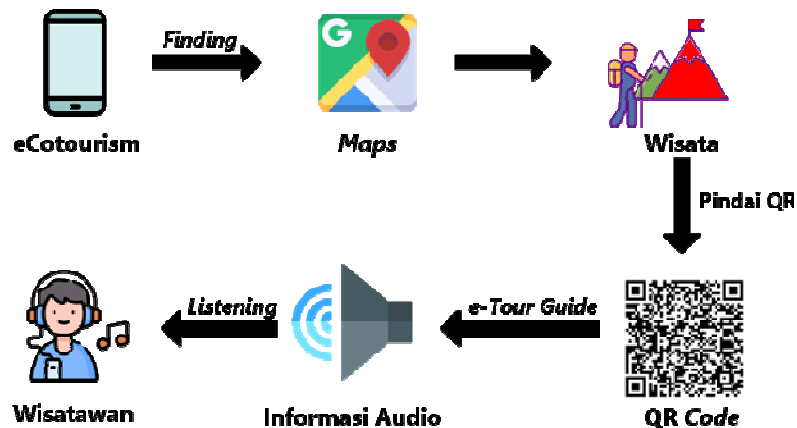 Finding
G
eCotourism
Maps
Wisata
Pindai QR
Listening
e-Tour Guide
Wisatawan
Informasi Audio
QR Code